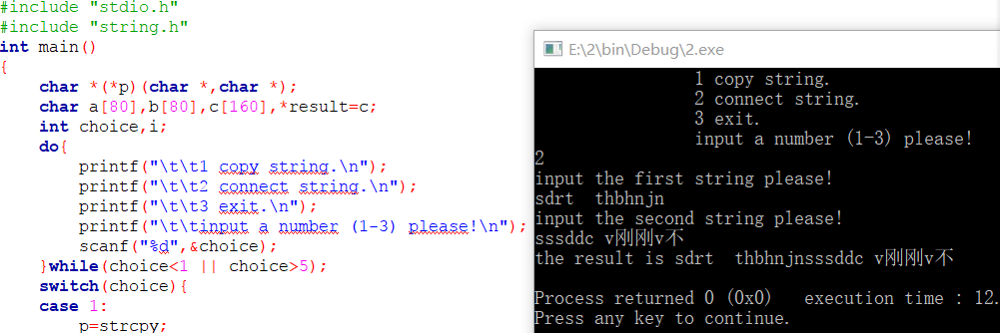 #include "stdio.h"
#include "string.h"
int main()
{
    char *(*p)(char *,char *);
    char a[80],b[80],c[160],*result=c;
    int choice,i;
    do{
        printf("\t\t1 copy string.\n");
        printf("\t\t2 connect string.\n");
        printf("\t\t3 exit.\n");
        printf("\t\tinput a number (1-3) please!\n");
        scanf("%d",&choice);
    }while(choice<1 || choice>5);
    switch(choice){
    case 1:
        p=strcpy;
E:\2\bin\Debug\2.exe
1 copy string.
2 connect string.
3 exit.
input a number (1-3) please!
2
input the first string please!
sdrt  thbhnjn
input the second string please!
sssddc v刚刚v不
the result is sdrt  thbhnjnsssddc v刚刚v不
Process returned 0 (0x0)   execution time : 12.
Press any key to continue.